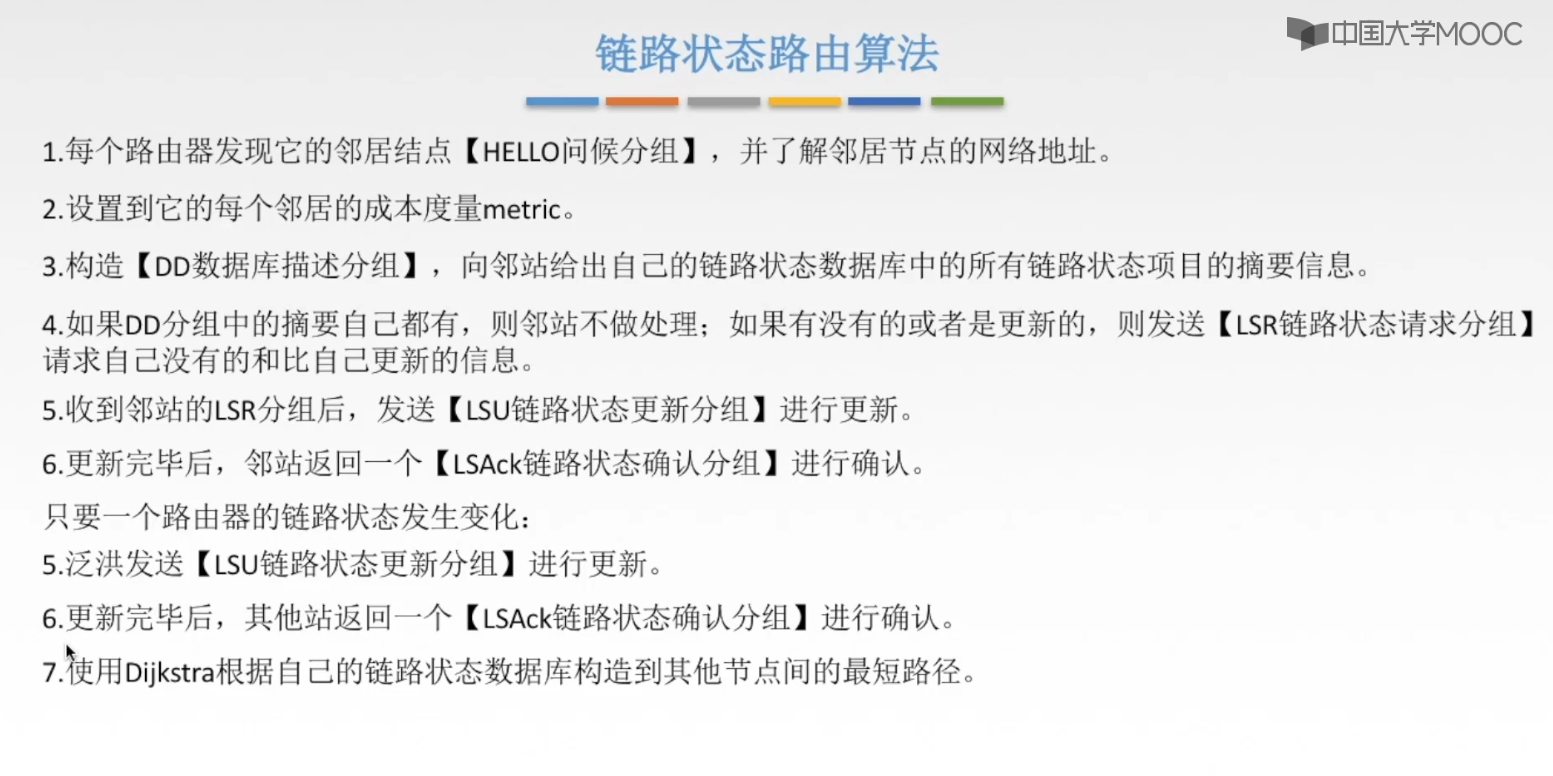 中国大学MOOC
链路状态路由算法
1.每个路由器发现它的邻居结点【HELLO问候分组】，并了解邻居节点的网络地址。
2.设置到它的每个邻居的成本度量metric。
3.构造【DD数据库描述分组】，向邻站给出自己的链路状态数据库中的所有链路状态项目的摘要信息。
4.如果DD分组中的摘要自己都有，则邻站不做处理；如果有没有的或者是更新的，则发送【LSR链路状态请求分组】
请求自己没有的和比自己更新的信息。
5.收到邻站的LSR分组后，发送【LSU链路状态更新分组】进行更新。
6.更新完毕后，邻站返回一个【LSAck链路状态确认分组】进行确认。
只要一个路由器的链路状态发生变化：
5.泛洪发送【LSU链路状态更新分组】进行更新。
6.更新完毕后，其他站返回一个【LSAck链路状态确认分组】进行确认。
7.使用Dijkstra根据自己的链路状态数据库构造到其他节点间的最短路径。